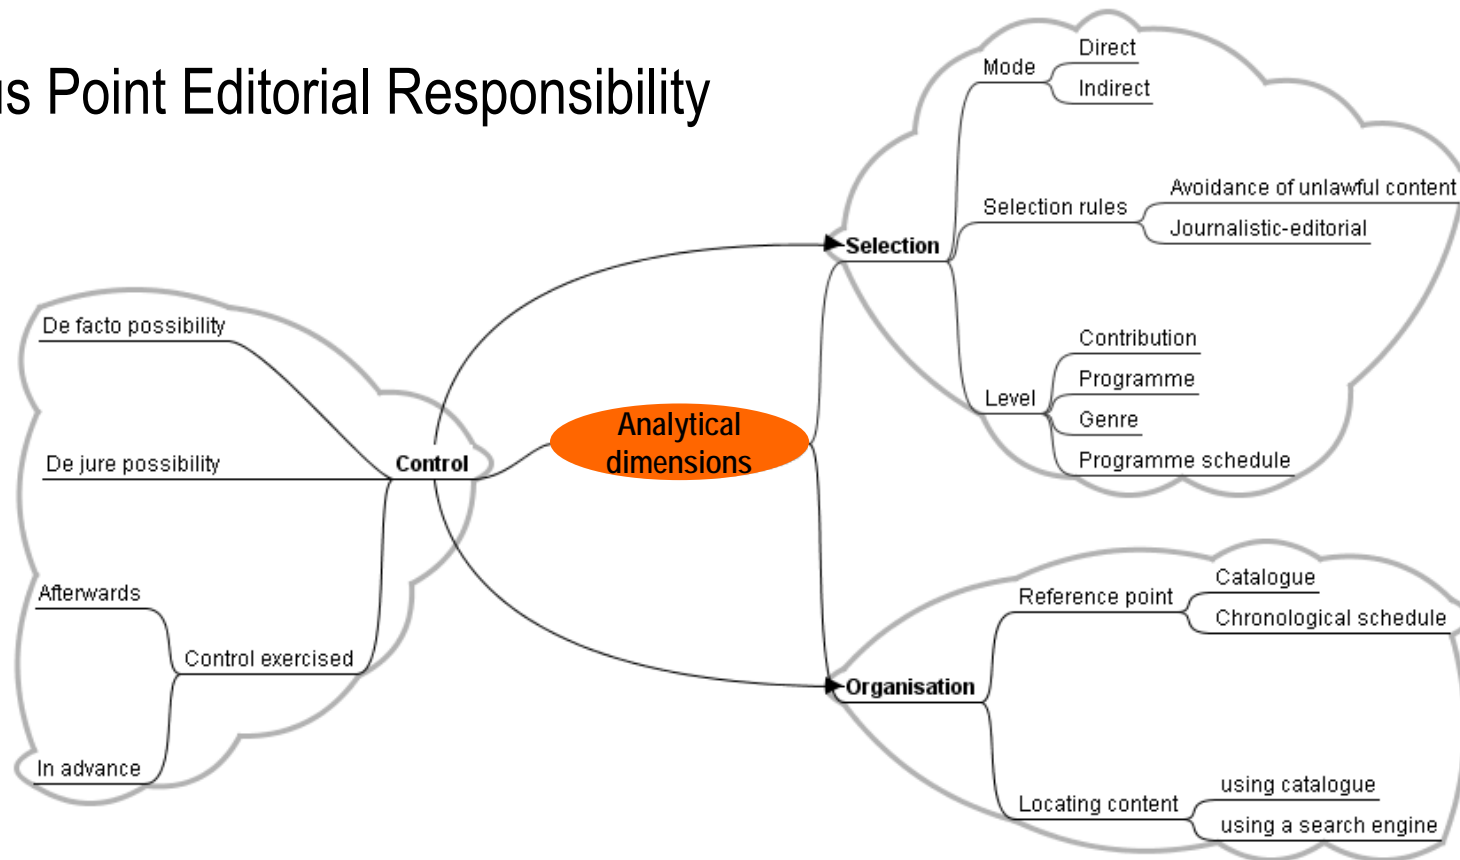 Point Editorial Responsibility
Direct
Mode
Indirect
Avoidance of unlawful content
Selection rules
Journalistic-editorial
Selection
Contribution
Programme
Level
Genre
Programme schedule
De facto possibility
De jure possibility
Control
Analytical
dimensions
Afterwards
Control exercised
In advance
Catalogue
Reference point
Chronological schedule
Organisation
using catalogue
Locating content
using a search engine